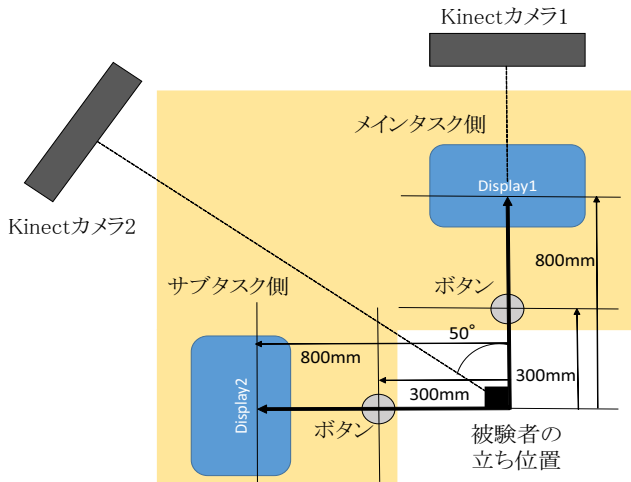 Kinectカメラ1
メインタスク側
Display1
Kinectカメラ2
800mm
サブタスク側
ボタン
50°
800mm
300mm
300mm
Display2
ボタン
被験者の
立ち位置